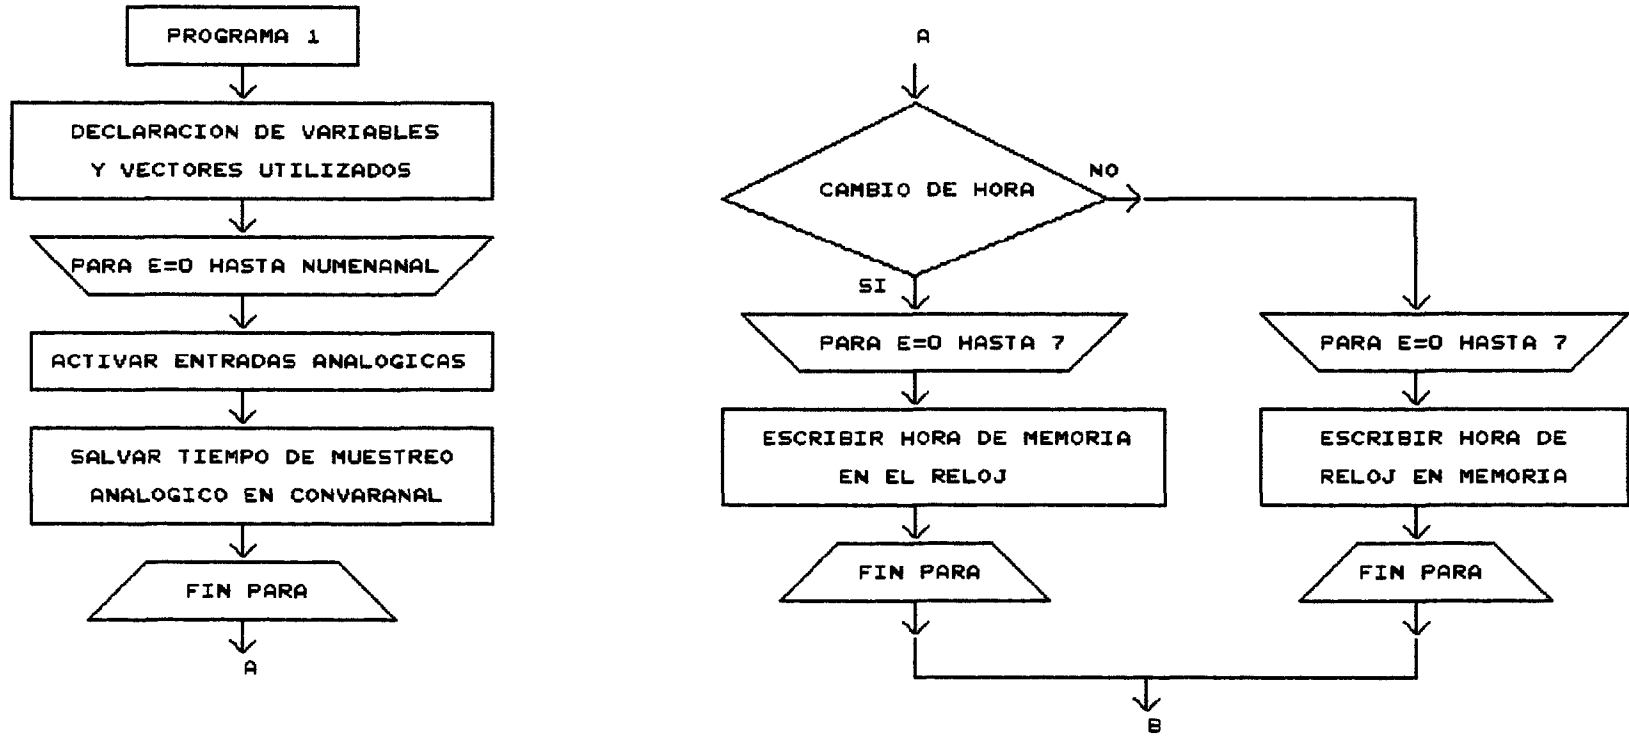 PROGRAMA 1
DECLARACION DE VARIABLES
Y VECTORES UTILIZADOS
PARA E=0 HASTA NUMENANAL
ACTIVAR ENTRADAS ANALOGICAS
SALVAR TIEMPO DE MUESTREO
ANALOGICO EN CONVARANAL
FIN PARA
A
A
CAMBIO DE HORA
NO
SI
PARA E=0 HASTA 7
ESCRIBIR HORA DE MEMORIA
EN EL RELOJ
FIN PARA
PARA E=0 HASTA 7
ESCRIBIR HORA DE
RELOJ EN MEMORIA
FIN PARA
B